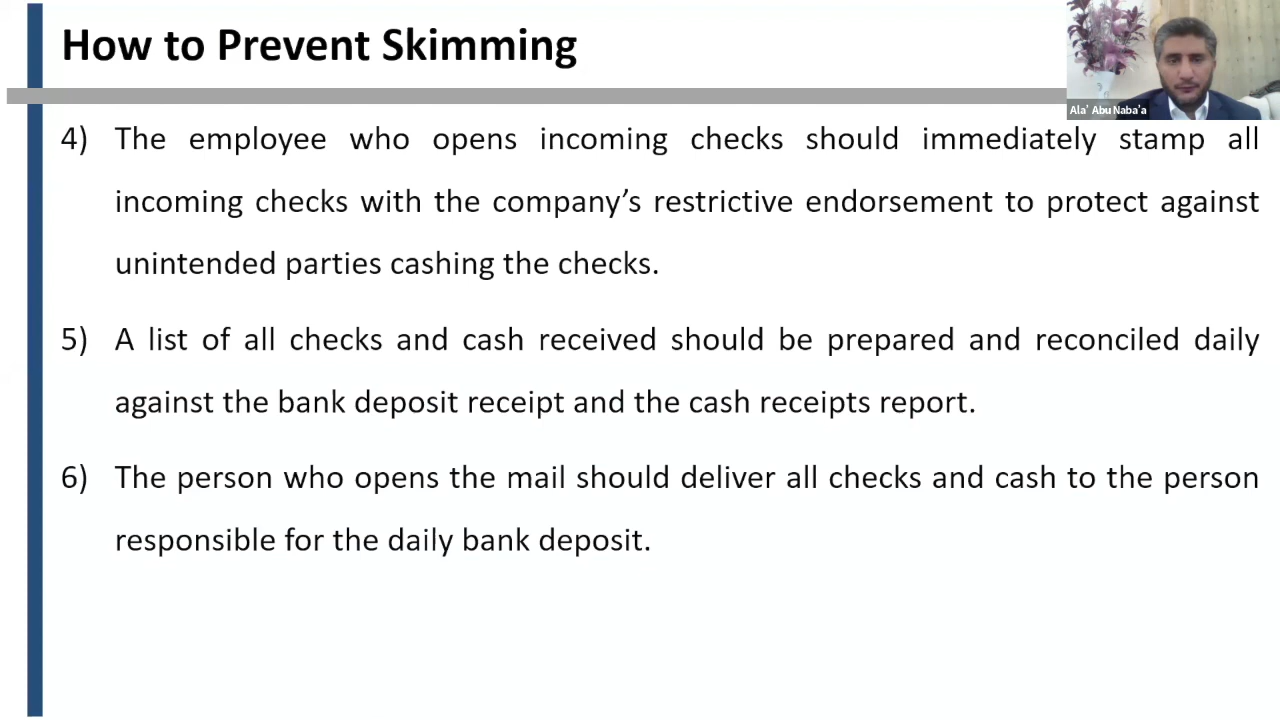 How to Prevent Skimming
Ala' Abu Naba'a
4) The employee who opens incoming checks should immediately stamp all
incoming checks with the company’s restrictive endorsement to protect against
unintended parties cashing the checks.
5) A list of all checks and cash received should be prepared and reconciled daily
against the bank deposit receipt and the cash receipts report.
6) The person who opens the mail should deliver all checks and cash to the person
responsible for the daily bank deposit.